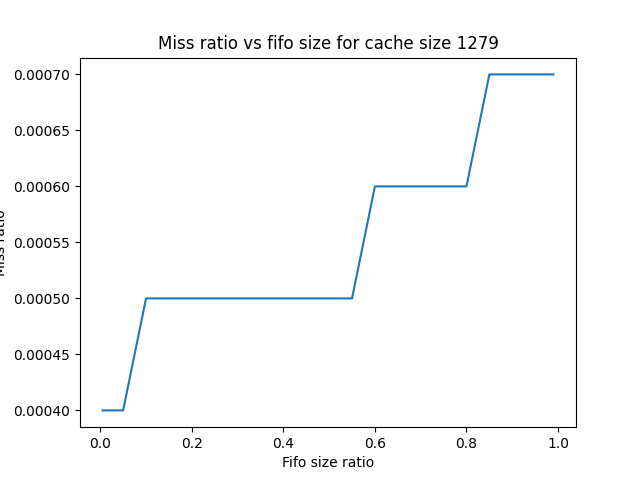 Miss ratio vs fifo size for cache size 1279
0.00070
0.00065
0.00060
0.00055
0.00050
0.00045
0.00040
Miss ratio
0.0 0.2 0.4 0.6 0.8 1.0
Fifo size ratio